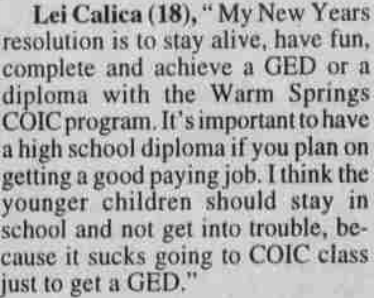 Lei Calica (18), " My New Years
resolution is to stay alive, have fun,
complete and achieve a GED or a
diploma with the Warm Springs
COIC program. It's important to have
a high school diploma if you plan on
getting a good paying job. I think the
younger children should stay in
school and not get into trouble, be-
cause it sucks going to COIC class
just to get a GED."